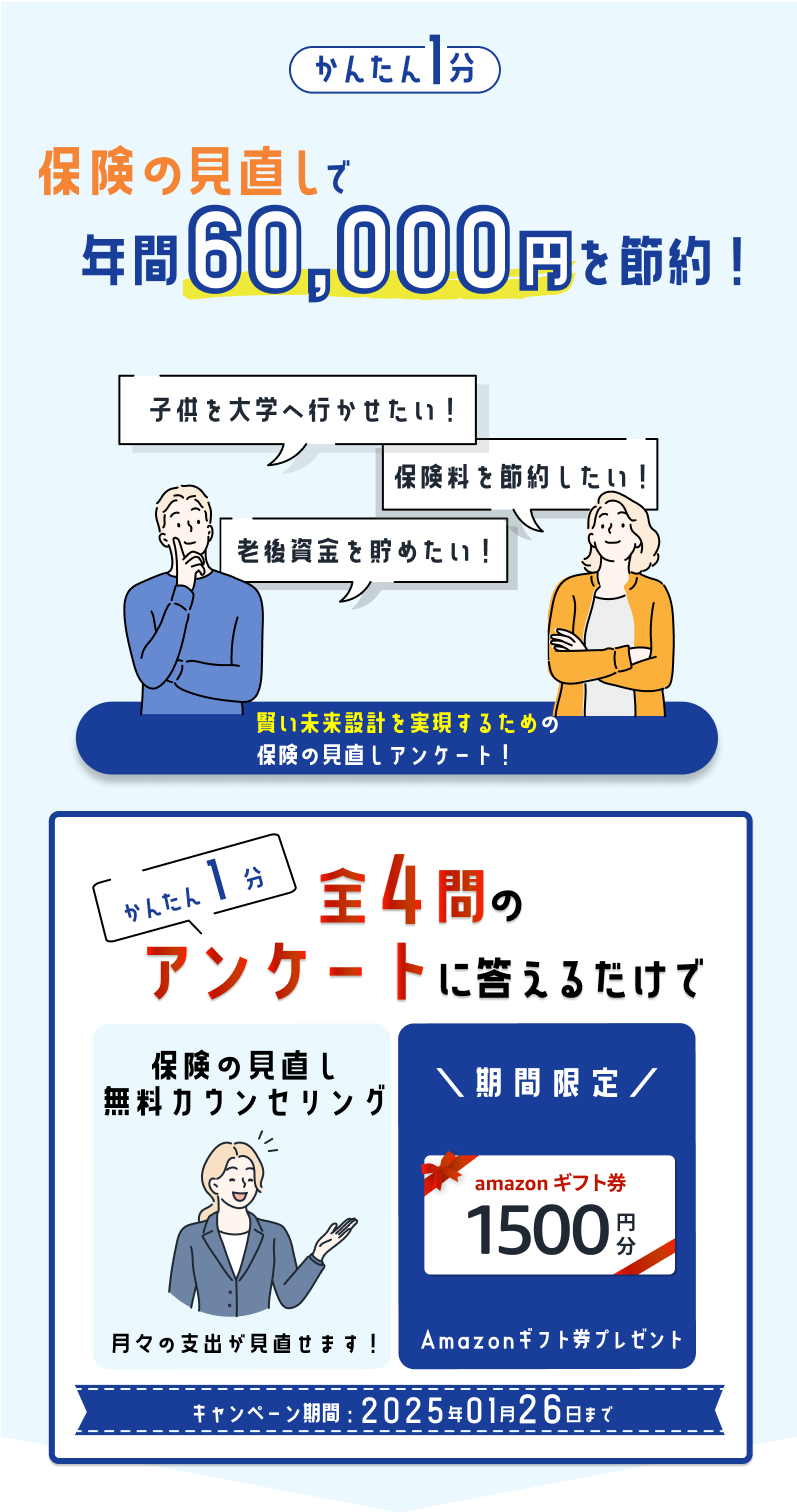 かんたん1分
保険の見直しで
年間60,000円を節約！
子供を大学へ行かせたい！
保険料を節約したい！
老後資金を貯めたい！
賢い未来設計を実現するための
保険の見直しアンケート！
かんたん1分
全4問の
アンケートに答えるだけで
保険の見直し
無料カウンセリング
月々の支出が見直せます！
＼期間限定／
amazon ギフト券
1500円分
Amazonギフト券プレゼント
キャンペーン期間：2025年01月26日まで